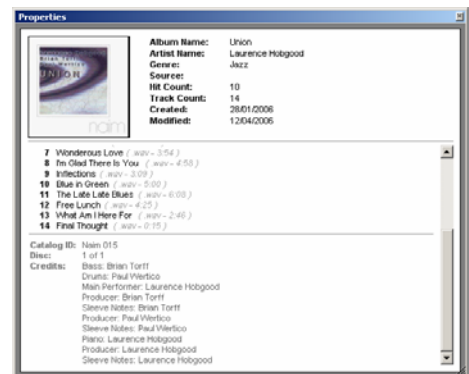 Properties
Brian Torff
UNION
naim
Album Name: Union
Artist Name: Laurence Hobgood
Genre: Jazz
Source:
Hit Count: 10
Track Count: 14
Created: 28/01/2006
Modified: 12/04/2006
7 Wonderous Love (.wav - 3:54)
8 I'm Glad There Is You (.wav - 4:58)
9 Inflections (.wav - 3:09)
10 Blue in Green (.wav - 5:00)
11 The Late Late Blues (.wav - 6:08)
12 Free Lunch (.wav - 4:25)
13 What Am I Here For (.wav - 2:46)
14 Final Thought (.wav - 0:15)
Catalog ID: Naim 015
Disc: 1 of 1
Credits: Bass: Brian Torff
Drums: Paul Wertico
Main Performer: Laurence Hobgood
Producer: Brian Torff
Sleeve Notes: Brian Torff
Producer: Paul Wertico
Sleeve Notes: Paul Wertico
Piano: Laurence Hobgood
Producer: Laurence Hobgood
Sleeve Notes: Laurence Hobgood